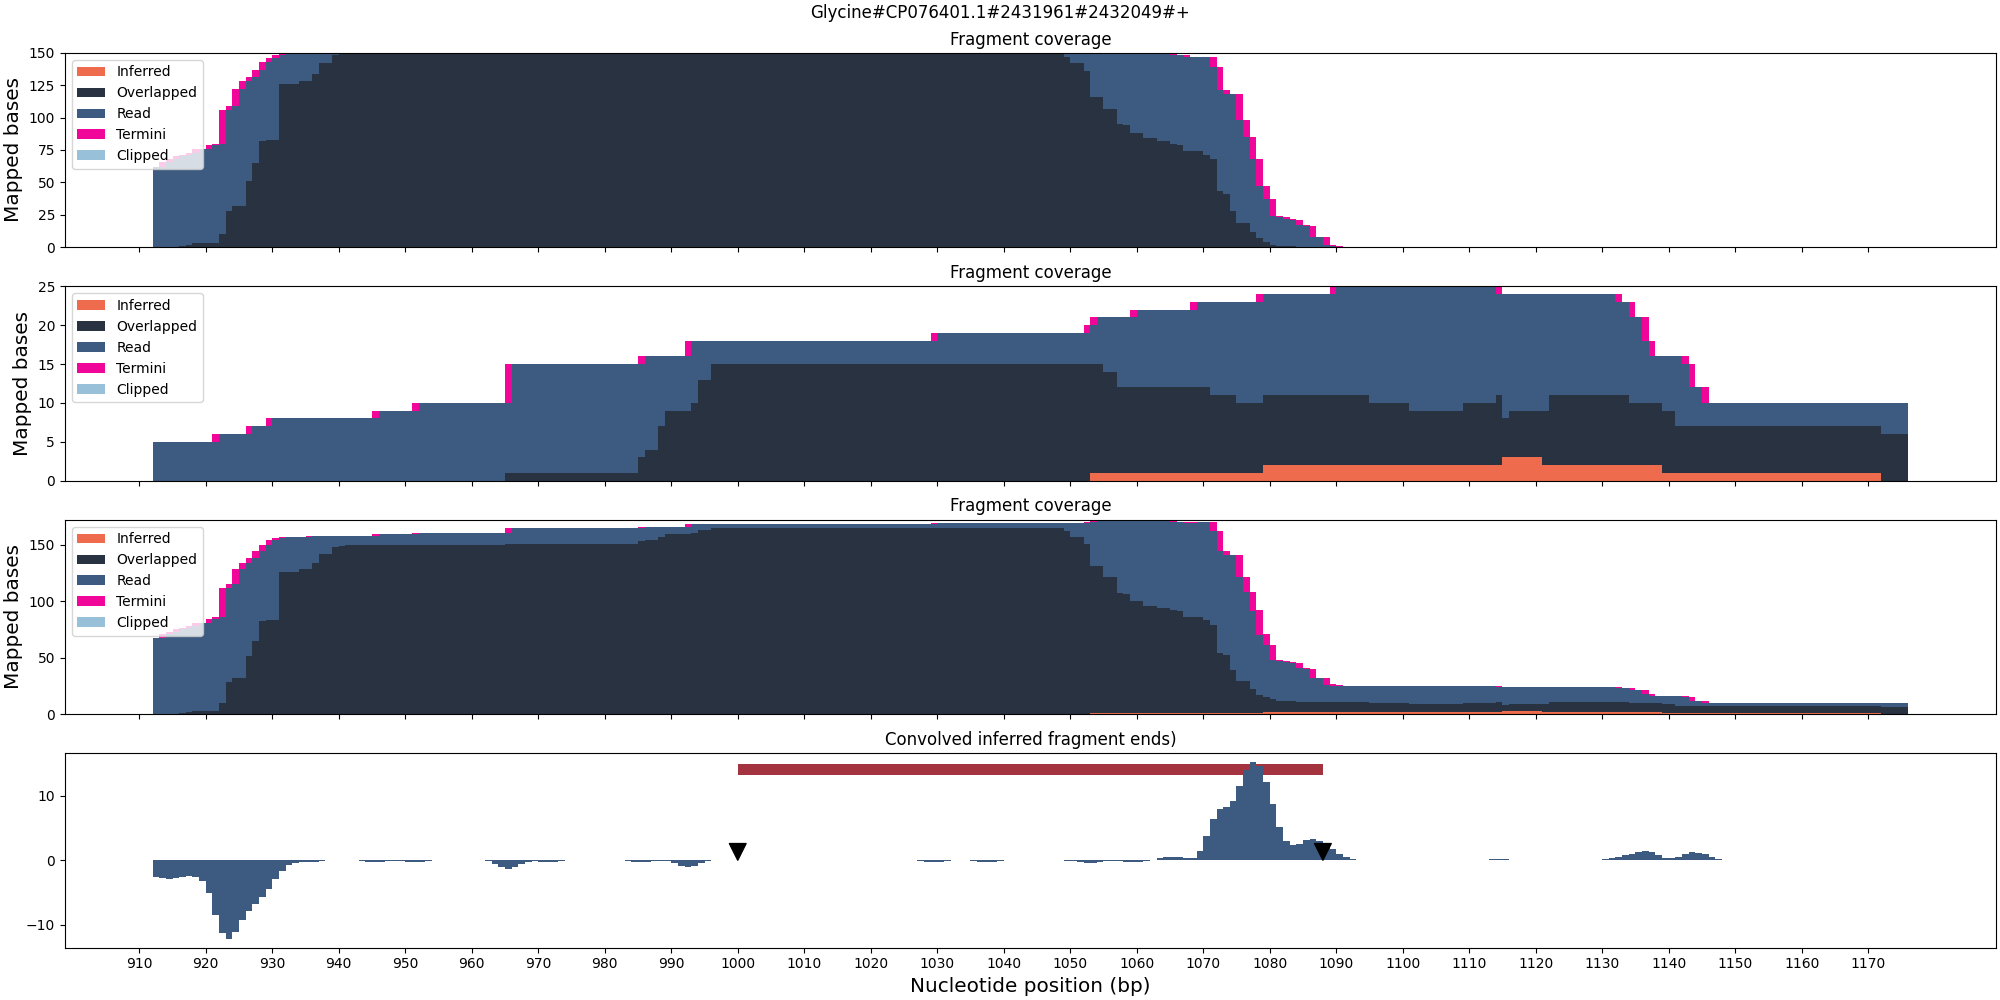 Glycine#CP076401.1#2431961#2432049#+
Fragment coverage
Mapped bases
150
125
100
75
50
25
0
Inferred
Overlapped
Read
Termini
Clipped
Fragment coverage
Mapped bases
25
20
15
10
5
0
Inferred
Overlapped
Read
Termini
Clipped
Fragment coverage
Mapped bases
150
100
50
0
Inferred
Overlapped
Read
Termini
Clipped
Convolved inferred fragment ends)
10
0
−10
910 920 930 940 950 960 970 980 990 1000 1010 1020 1030 1040 1050 1060 1070 1080 1090 1100 1110 1120 1130 1140 1150 1160 1170
Nucleotide position (bp)